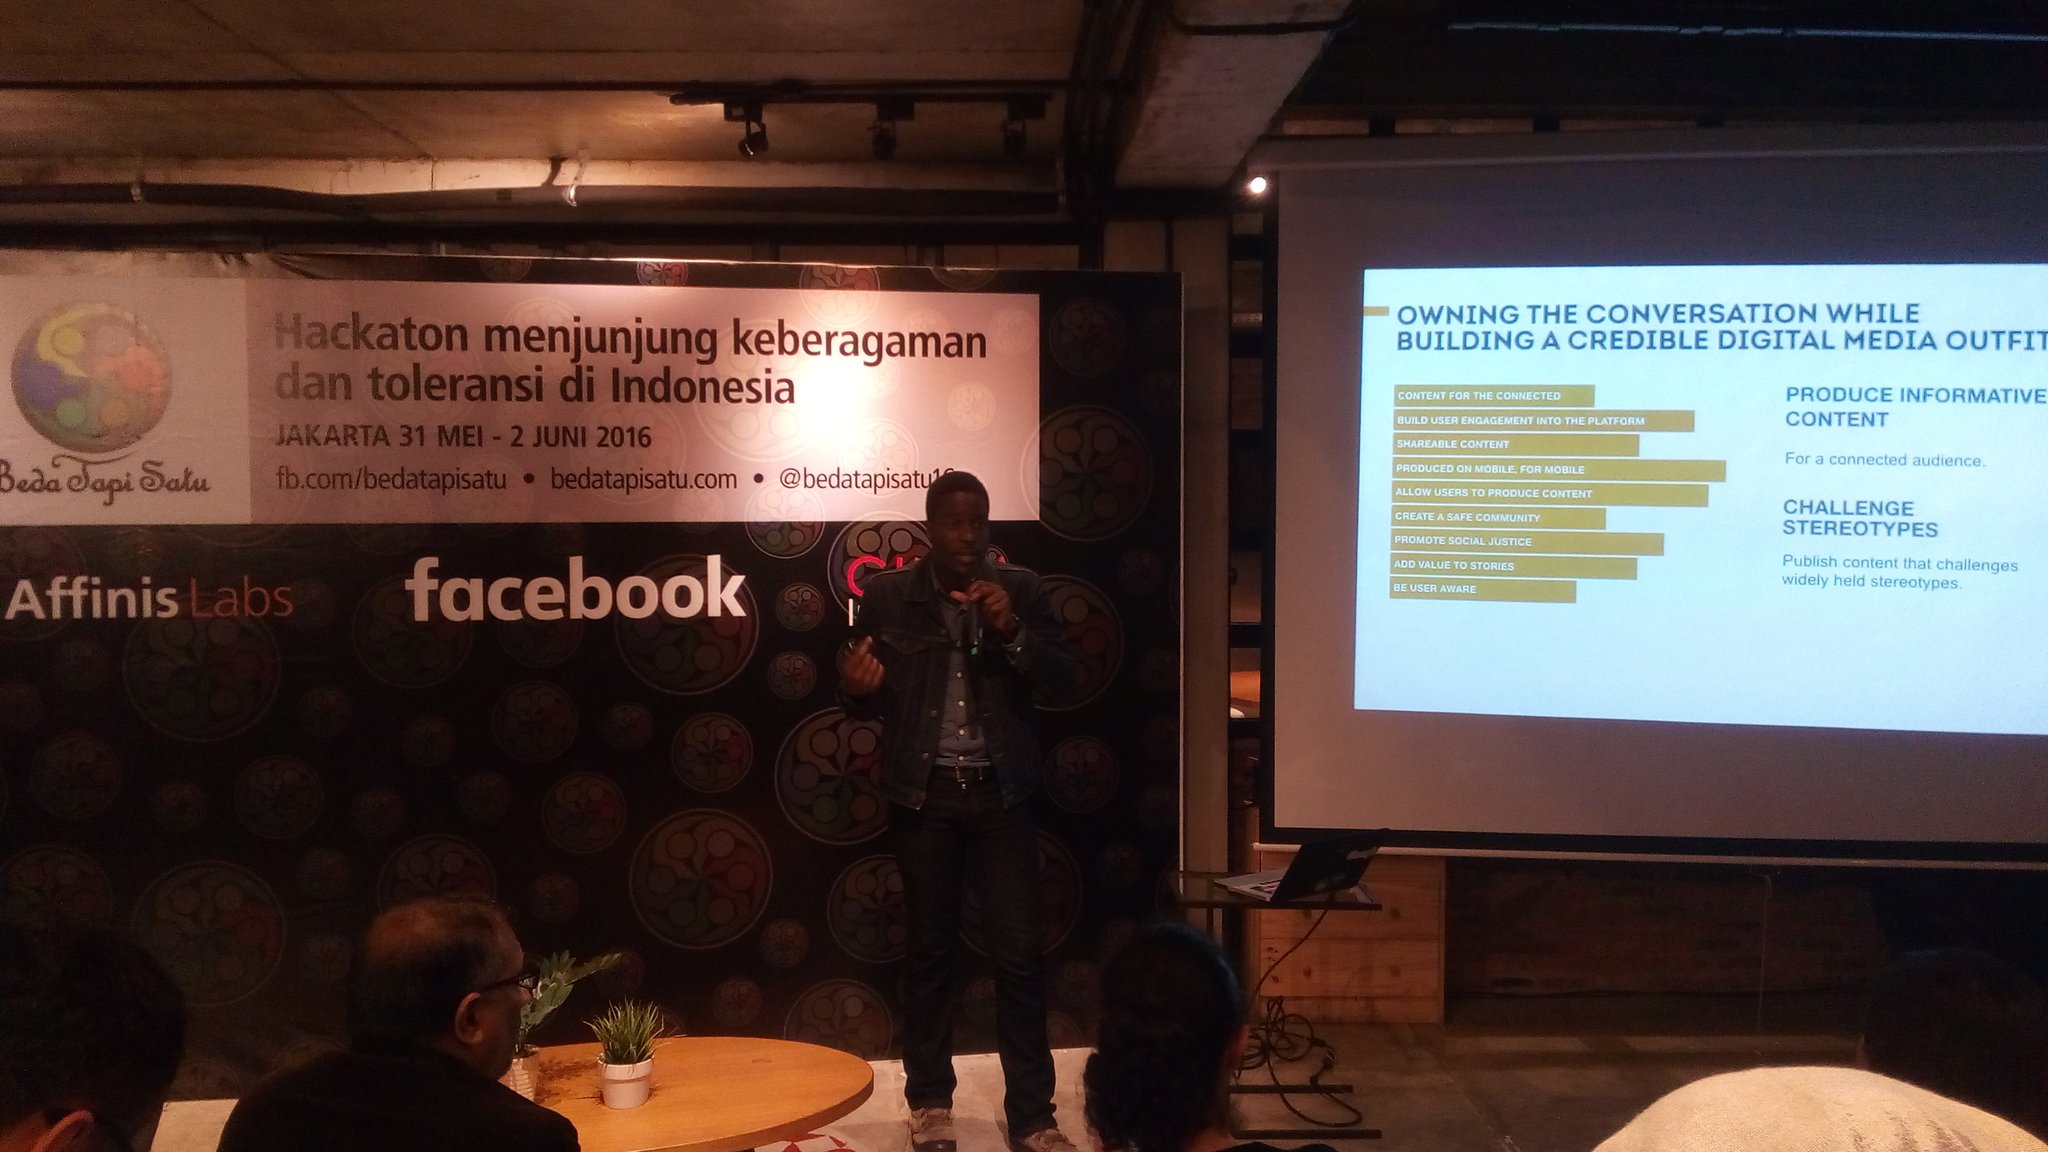 Hackaton menjunjung keberagaman
dan toleransi di Indonesia
JAKARTA 31 MEI - 2 JUNI 2016
fb.com/bedatapisatu • bedatapisatu.com • @bedatapisatu
Beda Tapi Satu
Affinis Labs
facebook
OWNING THE CONVERSATION WHILE
BUILDING A CREDIBLE DIGITAL MEDIA OUTFIT
CONTENT FOR THE CONNECTED
BUILD USER ENGAGEMENT INTO THE PLATFORM
SHAREABLE CONTENT
PRODUCED ON MOBILE, FOR MOBILE
ALLOW USERS TO PRODUCE CONTENT
CREATE A SAFE COMMUNITY
PROMOTE SOCIAL JUSTICE
ADD VALUE TO STORIES
BE USER AWARE
PRODUCE INFORMATIVE
CONTENT
For a connected audience.
CHALLENGE
STEREOTYPES
Publish content that challenges
widely held stereotypes.